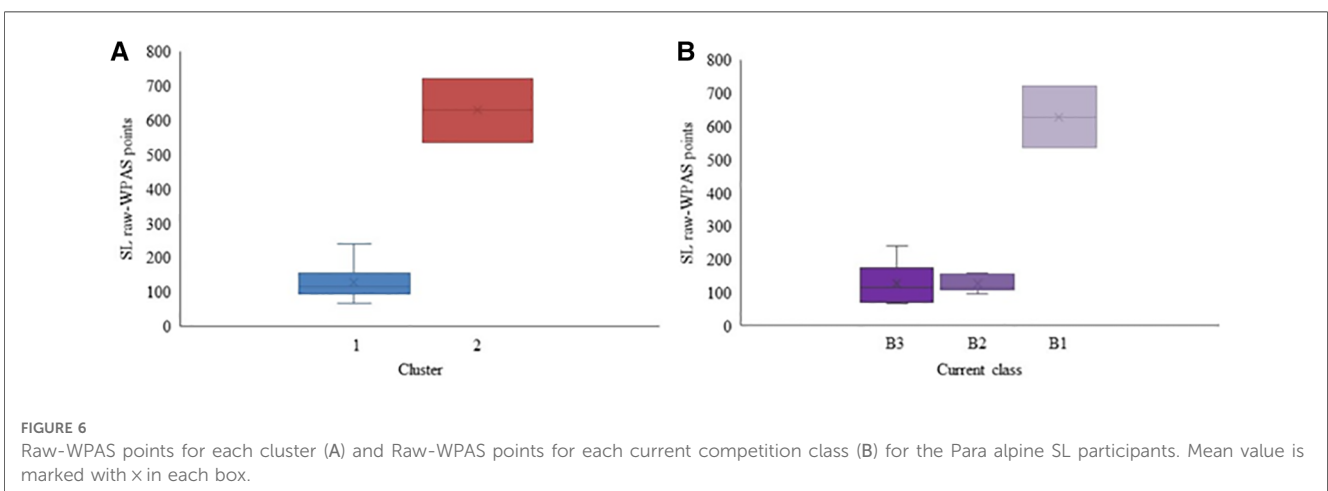 A
800
700
600
500
400
300
200
100
0
SL raw-WPAS points
1 2
Cluster
B
800
700
600
500
400
300
200
100
0
SL raw-WPAS points
B3 B2 B1
Current class
FIGURE 6
Raw-WPAS points for each cluster (A) and Raw-WPAS points for each current competition class (B) for the Para alpine SL participants. Mean value is
marked with × in each box.